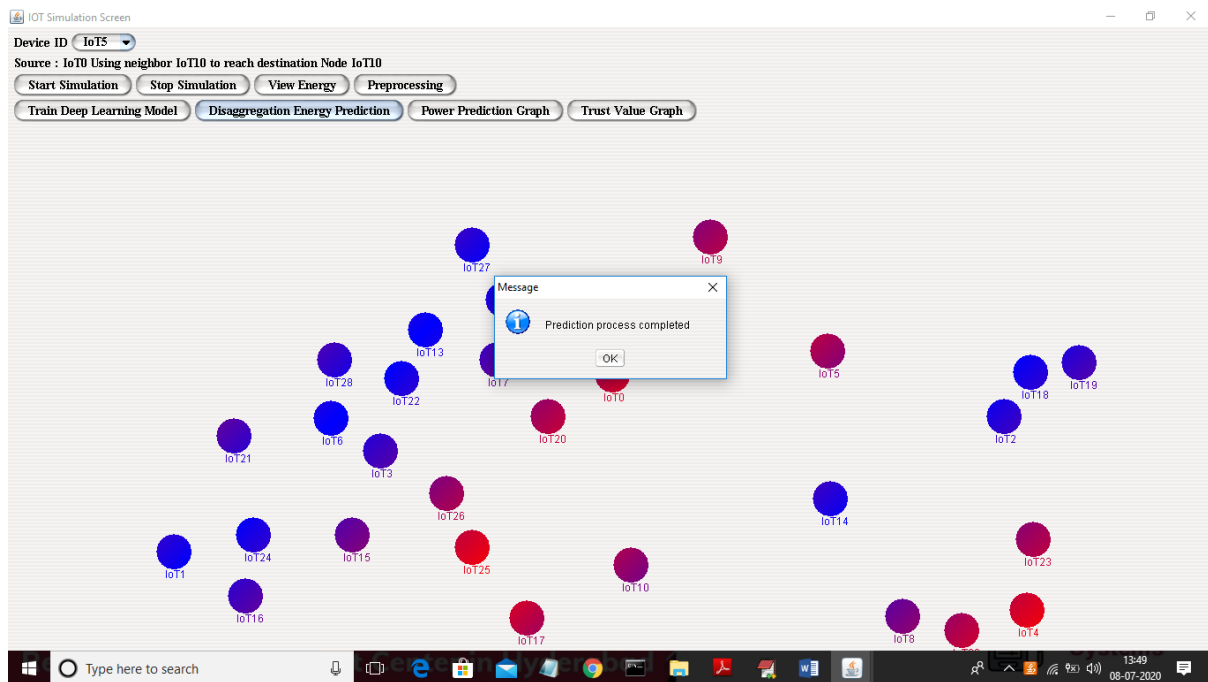 IOT Simulation Screen
Device ID IoT5
Source : IoT0 Using neighbor IoT10 to reach destination Node IoT10
Start Simulation Stop Simulation View Energy Preprocessing
Train Deep Learning Model Disaggregation Energy Prediction Power Prediction Graph Trust Value Graph
IoT9
IoT27
Message
Prediction process completed
OK
IoT13
IoT5
IoT28
IoT7
IoT19
IoT18
IoT0
IoT22
IoT20
IoT6
IoT2
IoT21
IoT3
IoT26
IoT14
IoT24
IoT15
IoT23
IoT25
IoT1
IoT10
IoT16
IoT4
IoT8
IoT17
Type here to search
13:49
08-07-2020